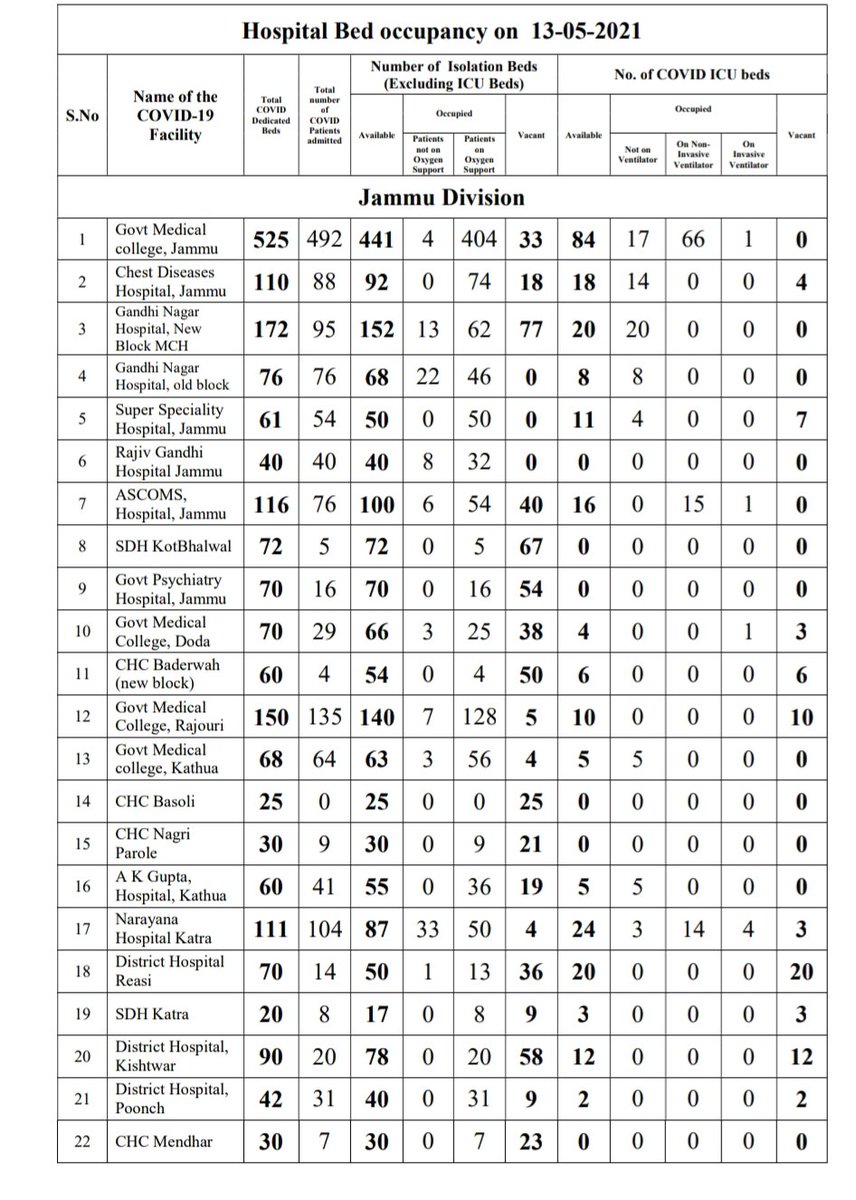 Hospital Bed occupancy on 13-05-2021
S.No
Name of the
COVID-19
Facility
Total
COVID
Dedicated
Beds
Total
number
of
COVID
Patients
admitted
Number of Isolation Beds
(Excluding ICU Beds)
No. of COVID ICU beds
Available
Occupied
Vacant
Available
Occupied
Vacant
Patients
not on
Oxygen
Support
Patients
on
Oxygen
Support
Not on
Ventilator
On Non-
Invasive
Ventilator
On
Invasive
Ventilator
Jammu Division
1 Govt Medical college, Jammu 525 492 441 4 404 33 84 17 66 1 0
2 Chest Diseases Hospital, Jammu 110 88 92 0 74 18 18 14 0 0 4
3 Gandhi Nagar Hospital, New Block MCH 172 95 152 13 62 77 20 20 0 0 0
4 Gandhi Nagar Hospital, old block 76 76 68 22 46 0 8 8 0 0 0
5 Super Speciality Hospital, Jammu 61 54 50 0 50 0 11 4 0 0 7
6 Rajiv Gandhi Hospital Jammu 40 40 40 8 32 0 0 0 0 0 0
7 ASCOMS, Hospital, Jammu 116 76 100 6 54 40 16 0 15 1 0
8 SDH KotBhalwal 72 5 72 0 5 67 0 0 0 0 0
9 Govt Psychiatry Hospital, Jammu 70 16 70 0 16 54 0 0 0 0 0
10 Govt Medical College, Doda 70 29 66 3 25 38 4 0 0 1 3
11 CHC Baderwah (new block) 60 4 54 0 4 50 6 0 0 0 6
12 Govt Medical College, Rajouri 150 135 140 7 128 5 10 0 0 0 10
13 Govt Medical college, Kathua 68 64 63 3 56 4 5 5 0 0 0
14 CHC Basoli 25 0 25 0 0 25 0 0 0 0 0
15 CHC Nagri Parole 30 9 30 0 9 21 0 0 0 0 0
16 A K Gupta, Hospital, Kathua 60 41 55 0 36 19 5 5 0 0 0
17 Narayana Hospital Katra 111 104 87 33 50 4 24 3 14 4 3
18 District Hospital Reasi 70 14 50 1 13 36 20 0 0 0 20
19 SDH Katra 20 8 17 0 8 9 3 0 0 0 3
20 District Hospital, Kishtwar 90 20 78 0 20 58 12 0 0 0 12
21 District Hospital, Poonch 42 31 40 0 31 9 2 0 0 0 2
22 CHC Mendhar 30 7 30 0 7 23 0 0 0 0 0